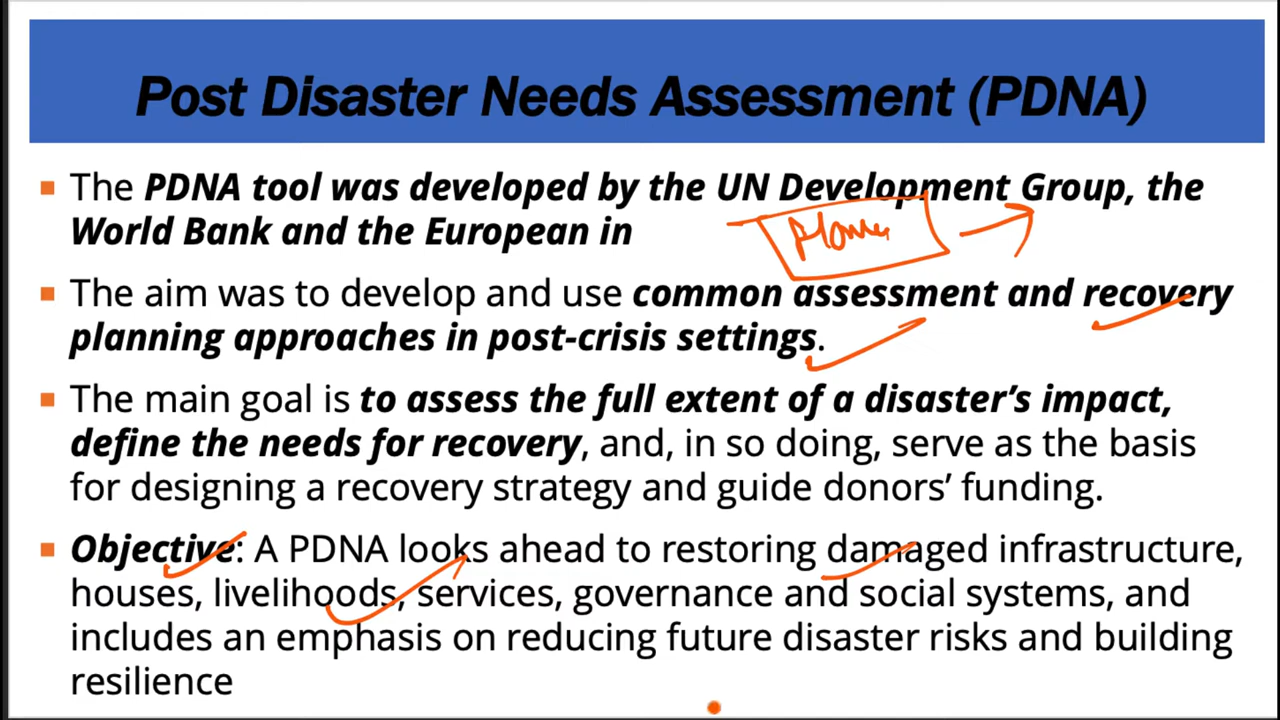 Post Disaster Needs Assessment (PDNA)
The PDNA tool was developed by the UN Development Group, the
World Bank and the European in
The aim was to develop and use common assessment and recovery
planning approaches in post-crisis settings.
The main goal is to assess the full extent of a disaster’s impact,
define the needs for recovery, and, in so doing, serve as the basis
for designing a recovery strategy and guide donors’ funding.
Objective: A PDNA looks ahead to restoring damaged infrastructure,
houses, livelihoods, services, governance and social systems, and
includes an emphasis on reducing future disaster risks and building
resilience